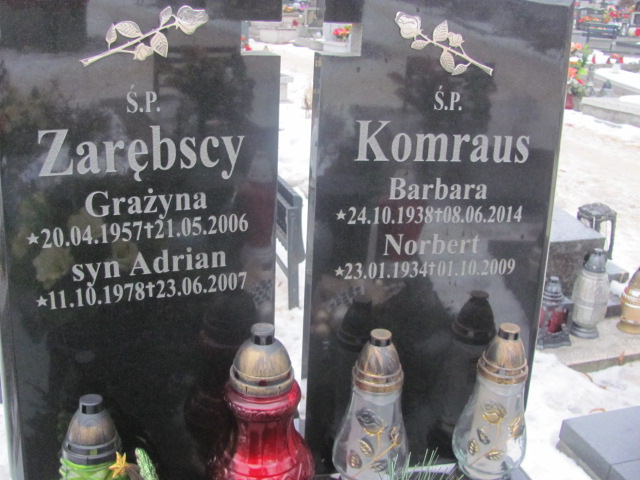 Ś.P.
Zarębscy
Grażyna
★20.04.1957✝21.05.2006
syn Adrian
★11.10.1978✝23.06.2007
Ś.P.
Komraus
Barbara
★24.10.1938✝08.06.2014
Norbert
★23.01.1934✝01.10.2009